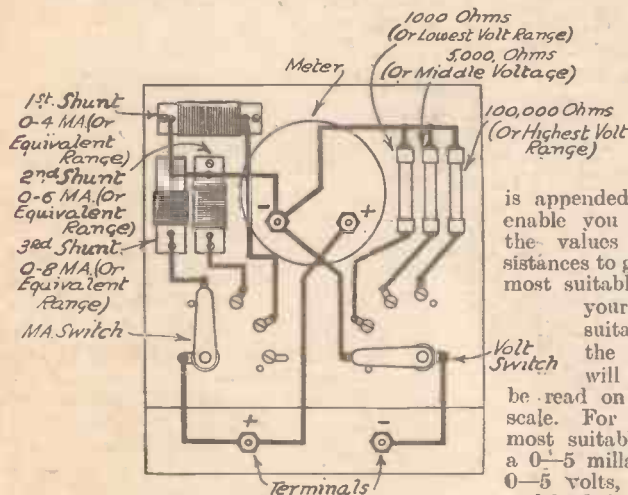 1000 Ohms
(Or Lowest Volt Range)
5,000, Ohms
(Or Middle Voltage)
Meter
100,000 Ohms
(Or Highest Volt
Range)
1st. Shunt
0-4 MA.(Or
Equivalent
Range)
2nd Shunt
0-6 MA.(Or
Equivalent
Range)
3rd Shunt
0-8 MA.(Or
Equivalent
Range)
MA. Switch
- +
Volt
Switch
+ -
Terminals
is appended
enable you
the values
sistances to g
most suitabl
your
suita
the
will
be read on
scale. For
most suitab
a 0—5 milla
0—5 volts,